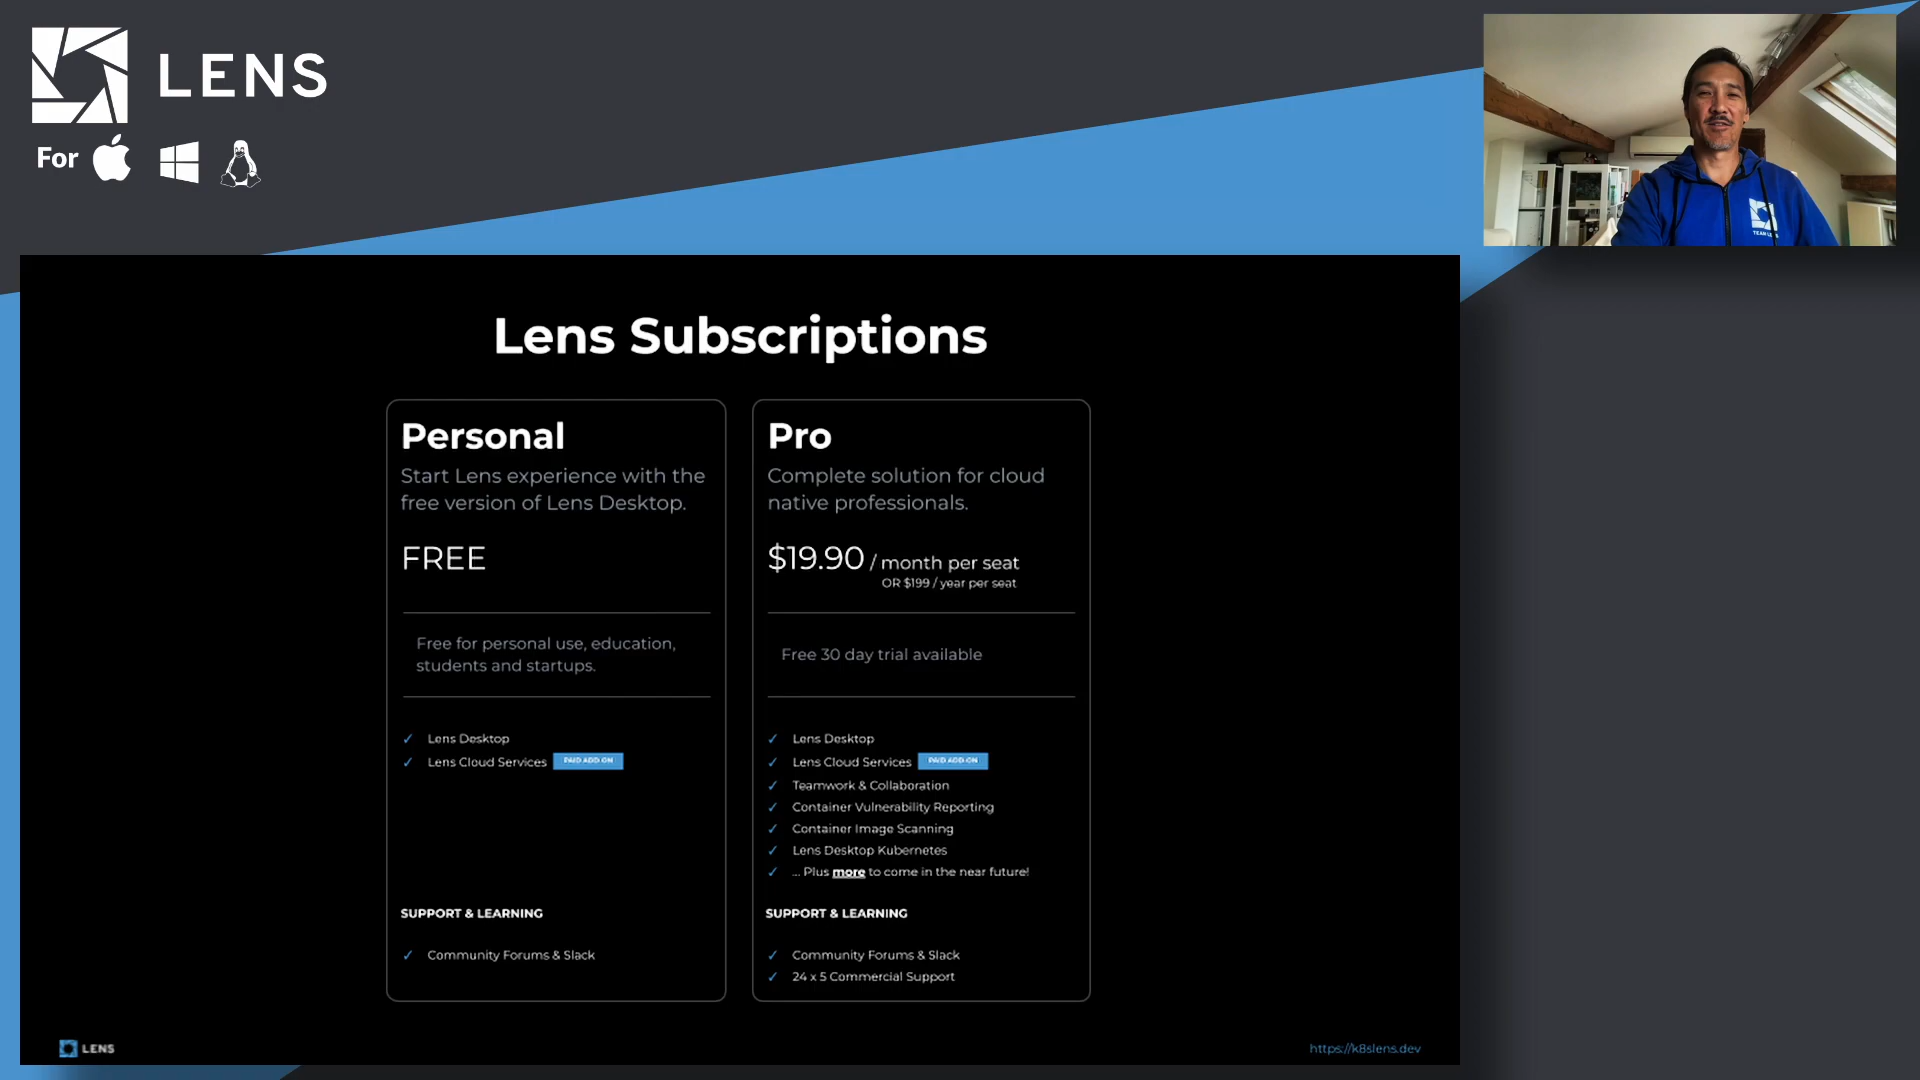 LENS
For
TEAM LENS
Lens Subscriptions
Personal
Start Lens experience with the
free version of Lens Desktop.
FREE
Free for personal use, education,
students and startups.
✓ Lens Desktop
✓ Lens Cloud Services PAID ADD-ON
SUPPORT & LEARNING
✓ Community Forums & Slack
Pro
Complete solution for cloud
native professionals.
$19.90 / month per seat
OR $199 / year per seat
Free 30 day trial available
✓ Lens Desktop
✓ Lens Cloud Services PAID ADD-ON
✓ Teamwork & Collaboration
✓ Container Vulnerability Reporting
✓ Container Image Scanning
✓ Lens Desktop Kubernetes
✓ ... Plus more to come in the near future!
SUPPORT & LEARNING
✓ Community Forums & Slack
✓ 24 x 5 Commercial Support
LENS
https://k8slens.dev